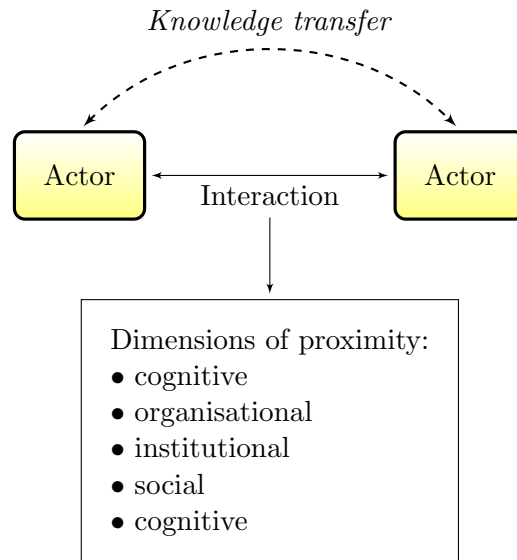 Knowledge transfer
Actor
Actor
Interaction
Dimensions of proximity:
• cognitive
• organisational
• institutional
• social
• cognitive